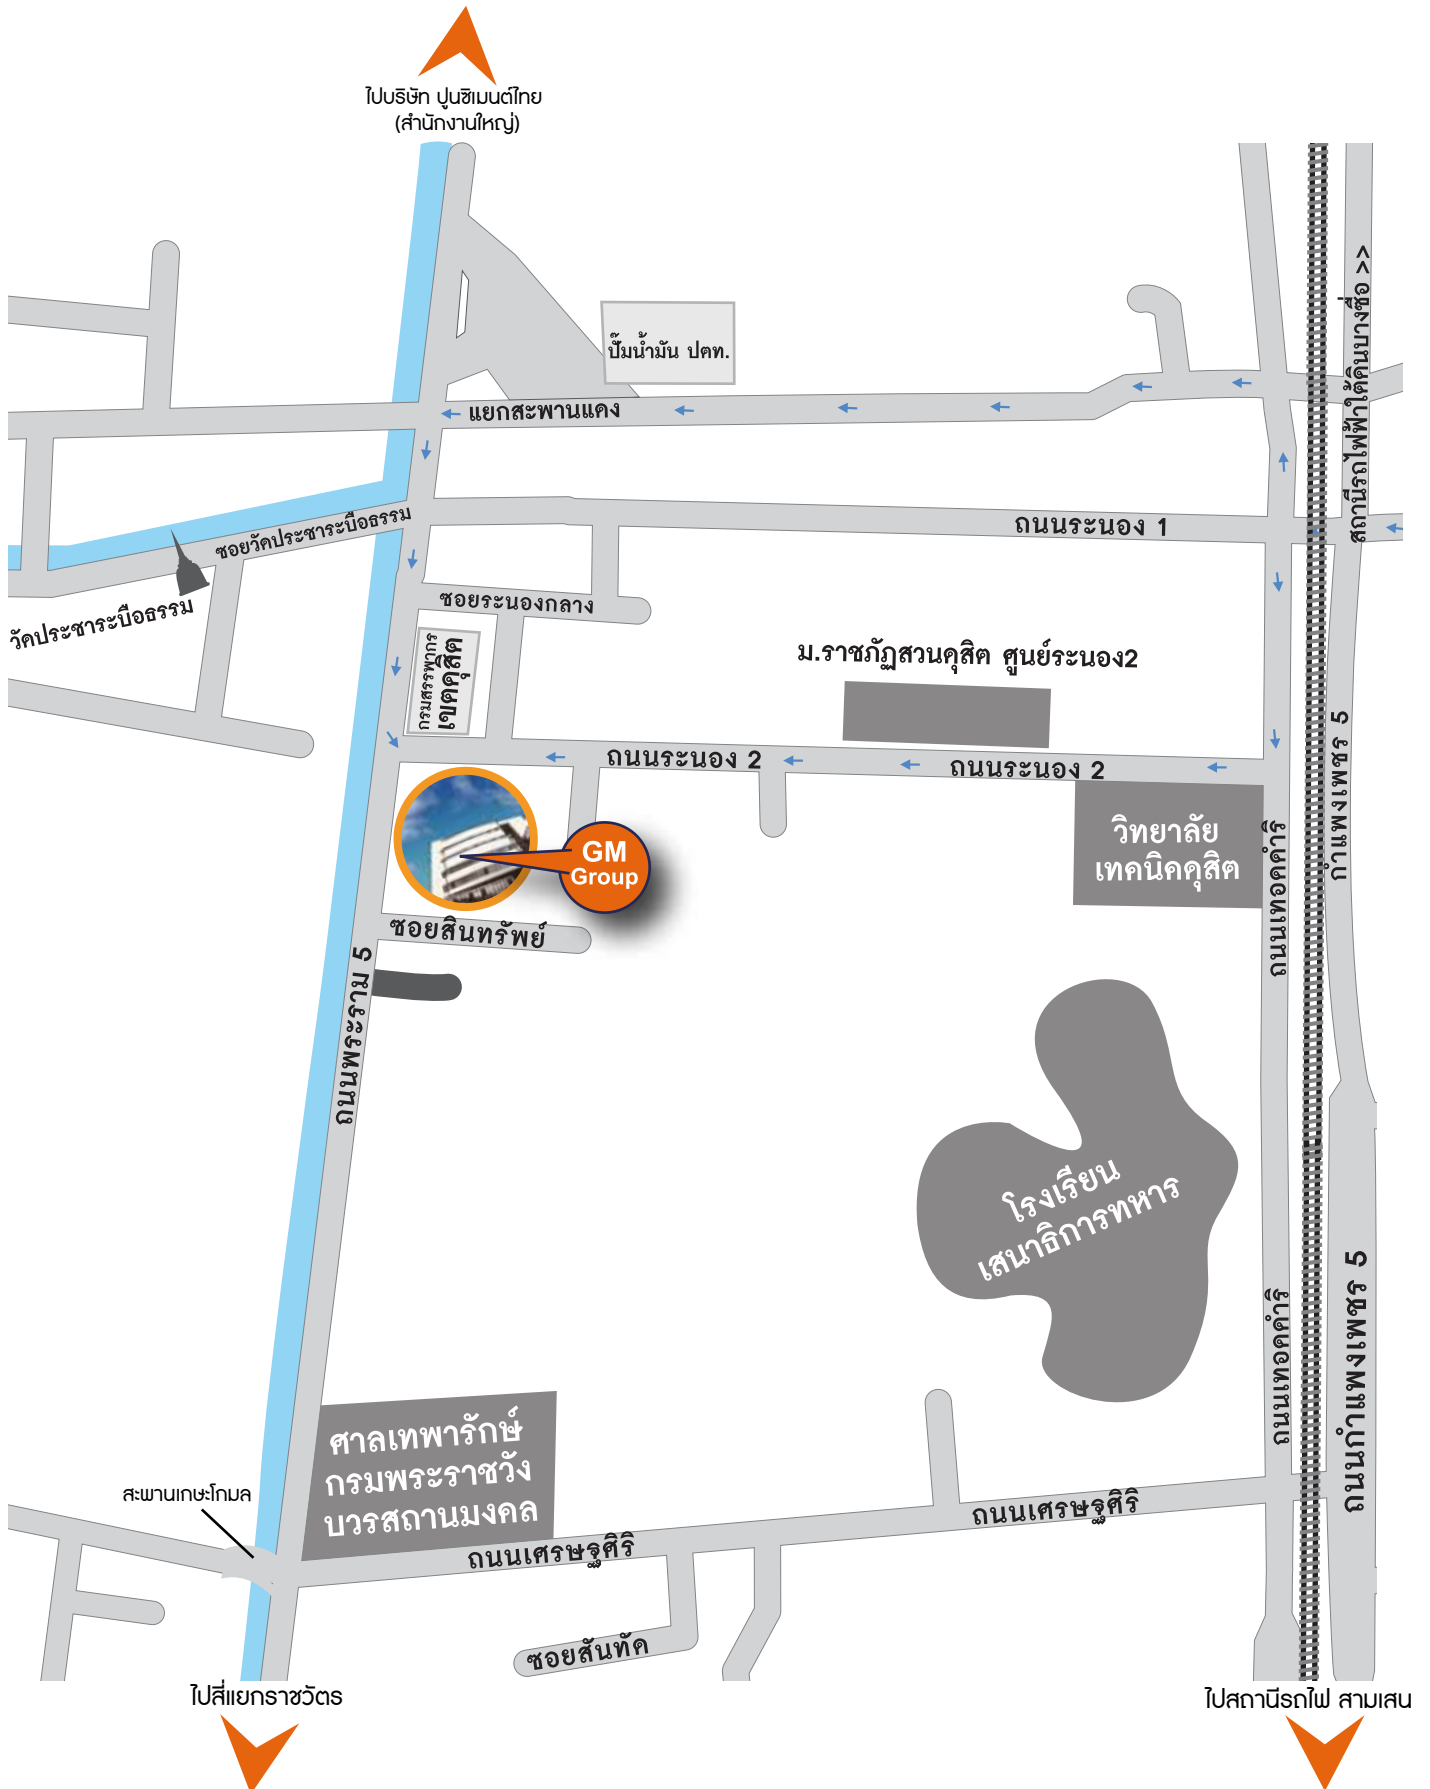 ไปบริษัท ปูนซิเมนต์ไทย
(สำนักงานใหญ่)
ปั๊มน้ำมัน ปตท.
สถานีรถไฟฟ้าใต้ดินบางซื่อ >>
แยกสะพานแดง
ซอยวัดประชาระบือธรรม
ถนนระนอง 1
วัดประชาระบือธรรม
ซอยระนองกลาง
กรมสรรพากร
เขตดุสิต
ม.ราชภัฏสวนดุสิต ศูนย์ระนอง2
ถนนระนอง 2
ถนนระนอง 2
กำแพงเพชร 5
วิทยาลัย
เทคนิคดุสิต
ถนนเทอดดำริ
GM
Group
ซอยสินทรัพย์
ถนนพระราม 5
โรงเรียน
เสนาธิการทหาร
ถนนเทอดดำริ
ถนนกำแพงเพชร 5
ศาลเทพารักษ์
กรมพระราชวัง
บวรสถานมงคล
สะพานเกษะโกมล
ถนนเศรษฐศิริ
ถนนเศรษฐศิริ
ซอยสันทัด
ไปสี่แยกราชวัตร
ไปสถานีรถไฟ สามเสน